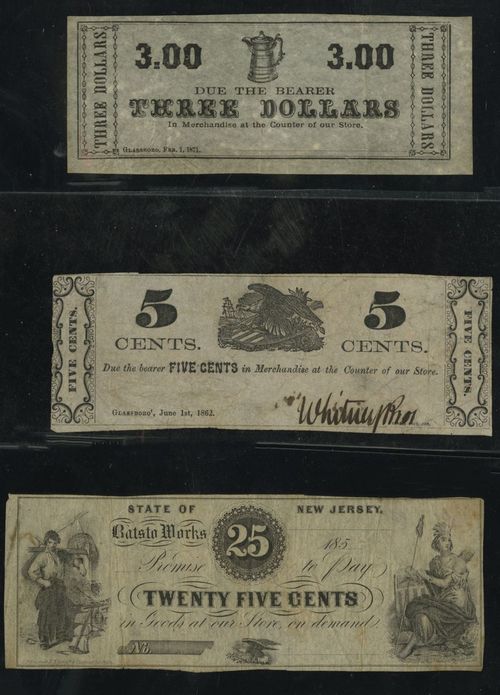 THREE DOLLARS
3.00 3.00
DUE THE BEARER
THREE DOLLARS
In Merchandise at the Counter of our Store.
GLASSBORO, FEB. 1, 1871.
THREE DOLLARS
FIVE CENTS.
5 5
CENTS. CENTS.
Due the bearer FIVE CENTS in Merchandise at the Counter of our Store.
GLASSBORO', June 1st, 1862.
Whitney Bros
FIVE CENTS.
STATE OF NEW JERSEY,
Batsto Works 25 185
Promise to Pay
TWENTY FIVE CENTS
in Goods at our Store, on demand
No.